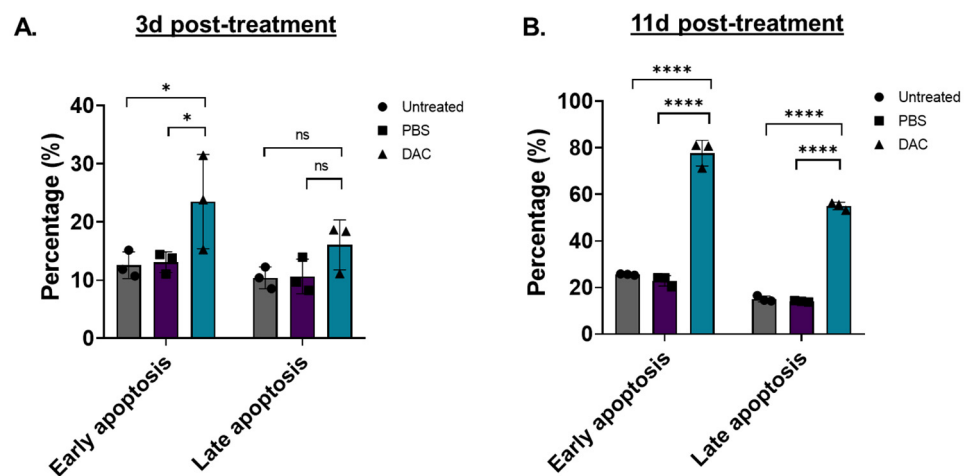 A.
3d post-treatment
Percentage (%)
40
30
20
10
0
*
*
ns
ns
Untreated
PBS
DAC
Early apoptosis
Late apoptosis
B.
11d post-treatment
Percentage (%)
100
80
60
40
20
0
****
****
****
****
Untreated
PBS
DAC
Early apoptosis
Late apoptosis